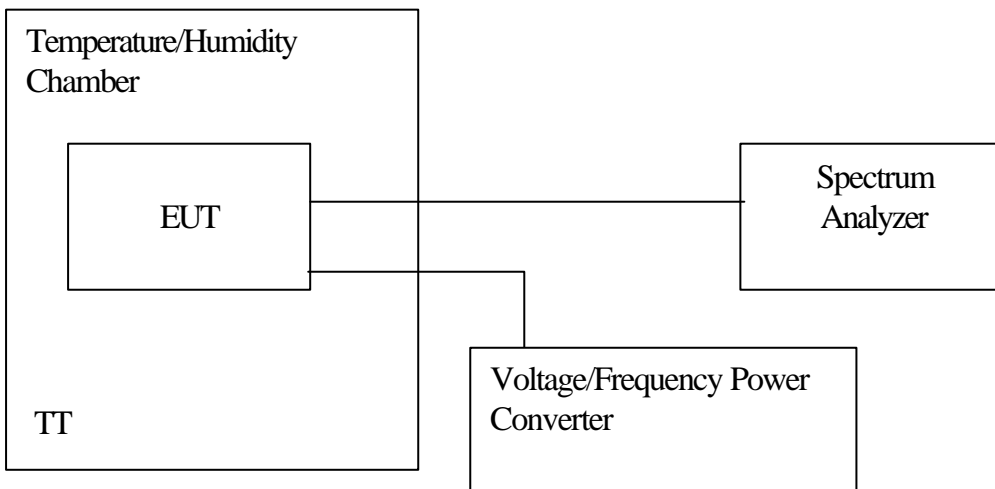 Temperature/Humidity
Chamber
EUT
Spectrum
Analyzer
Voltage/Frequency Power
Converter
TT